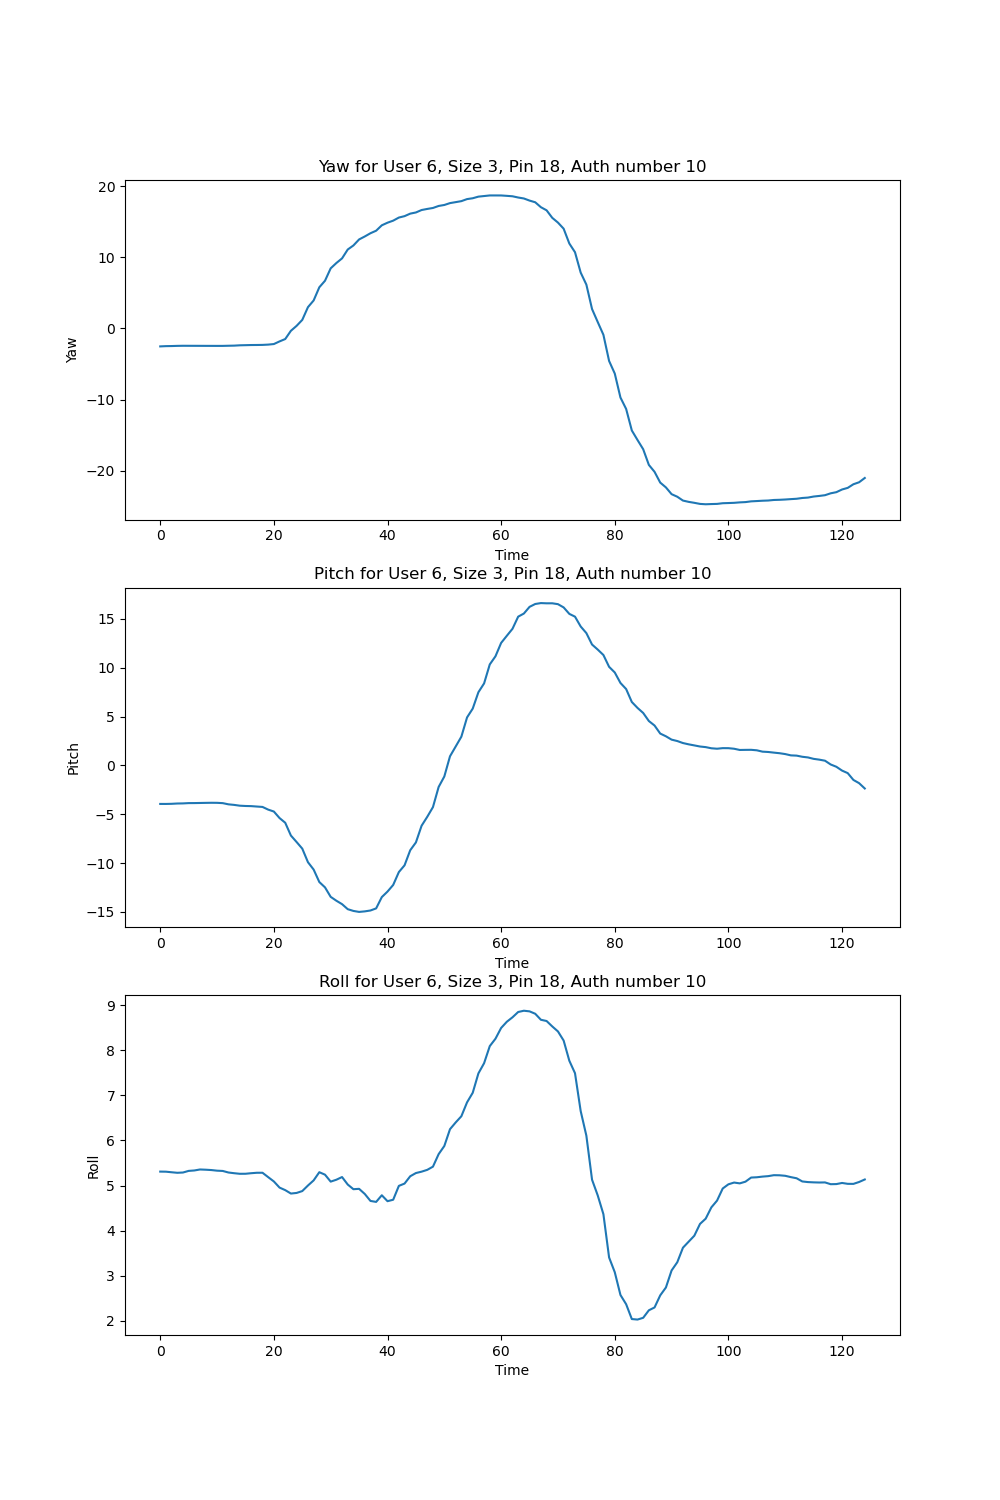 Yaw for User 6, Size 3, Pin 18, Auth number 10
20
10
0
−10
−20
Yaw
0 20 40 60 80 100 120
Time
Pitch for User 6, Size 3, Pin 18, Auth number 10
15
10
5
0
−5
−10
−15
Pitch
0 20 40 60 80 100 120
Time
Roll for User 6, Size 3, Pin 18, Auth number 10
9
8
7
6
5
4
3
2
Roll
0 20 40 60 80 100 120
Time